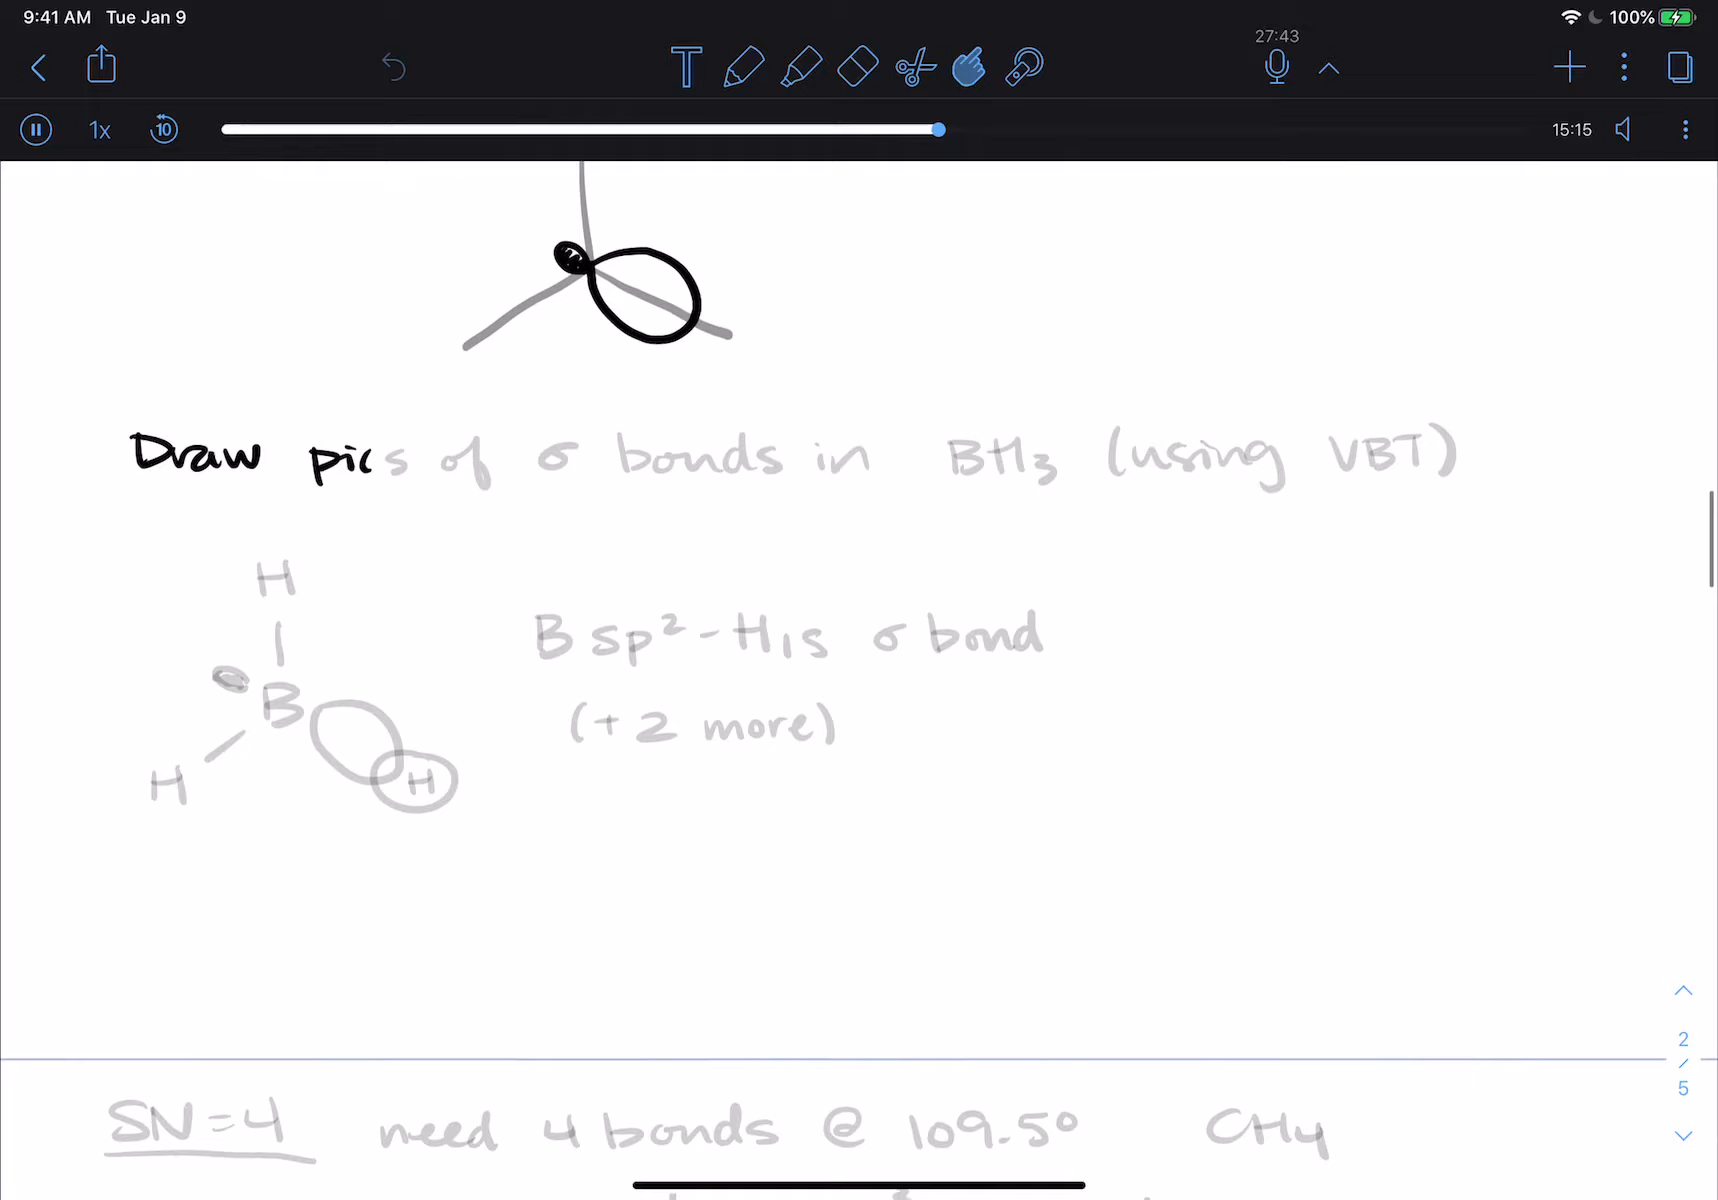 9:41 AM Tue Jan 9
100%
27:43
1x
10
15:15
Draw pics of σ bonds in BH₃ (using VBT)
H
B
H
H
B sp² - H1s σ bond
(+ 2 more)
2
/
5
SN=4 need 4 bonds @ 109.5° CH₄